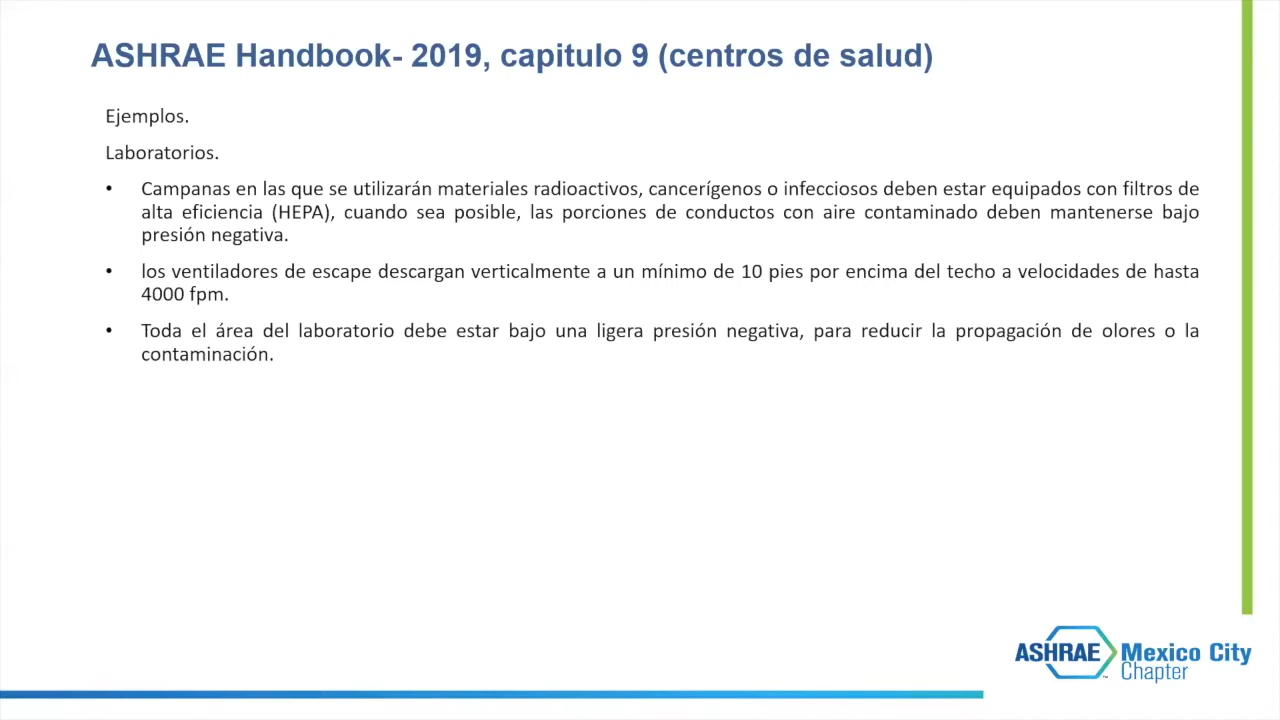 ASHRAE Handbook- 2019, capitulo 9 (centros de salud)
Ejemplos.
Laboratorios.
• Campanas en las que se utilizarán materiales radioactivos, cancerígenos o infecciosos deben estar equipados con filtros de
alta eficiencia (HEPA), cuando sea posible, las porciones de conductos con aire contaminado deben mantenerse bajo
presión negativa.
• los ventiladores de escape descargan verticalmente a un mínimo de 10 pies por encima del techo a velocidades de hasta
4000 fpm.
• Toda el área del laboratorio debe estar bajo una ligera presión negativa, para reducir la propagación de olores o la
contaminación.
ASHRAE Mexico City
Chapter